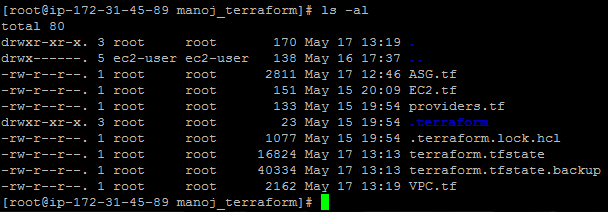 [root@ip-172-31-45-89 manoj_terraform]# ls -al
total 80
drwxr-xr-x. 3 root     root       170 May 17 13:19 .
drwx------. 5 ec2-user ec2-user   138 May 16 17:37 ..
-rw-r--r--. 1 root     root      2811 May 17 12:46 ASG.tf
-rw-r--r--. 1 root     root       151 May 15 20:09 EC2.tf
-rw-r--r--. 1 root     root       133 May 15 19:54 providers.tf
drwxr-xr-x. 3 root     root        23 May 15 19:54 .terraform
-rw-r--r--. 1 root     root      1077 May 15 19:54 .terraform.lock.hcl
-rw-r--r--. 1 root     root     16824 May 17 13:13 terraform.tfstate
-rw-r--r--. 1 root     root     40334 May 17 13:13 terraform.tfstate.backup
-rw-r--r--. 1 root     root      2162 May 17 13:19 VPC.tf
[root@ip-172-31-45-89 manoj_terraform]#